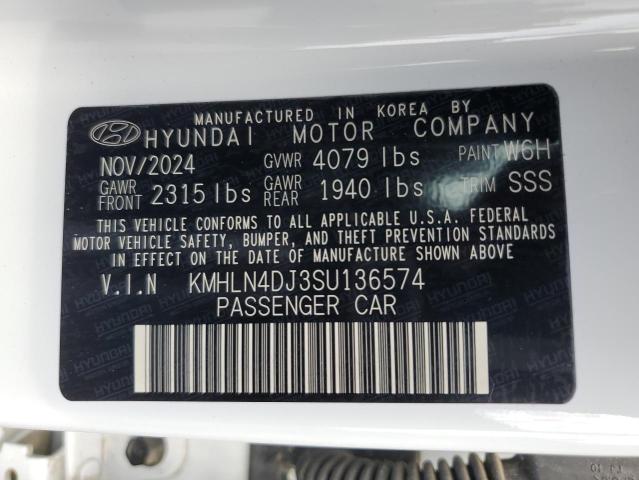 MANUFACTURED IN KOREA BY
HYUNDAI MOTOR COMPANY
NOV/2024 GVWR 4079 lbs PAINT W6H
GAWR FRONT 2315 lbs GAWR REAR 1940 lbs TRIM SSS
THIS VEHICLE CONFORMS TO ALL APPLICABLE U.S.A. FEDERAL
MOTOR VEHICLE SAFETY, BUMPER, AND THEFT PREVENTION STANDARDS
IN EFFECT ON THE DATE OF MANUFACTURE SHOWN ABOVE
V.I.N KMHLN4DJ3SU136574
PASSENGER CAR